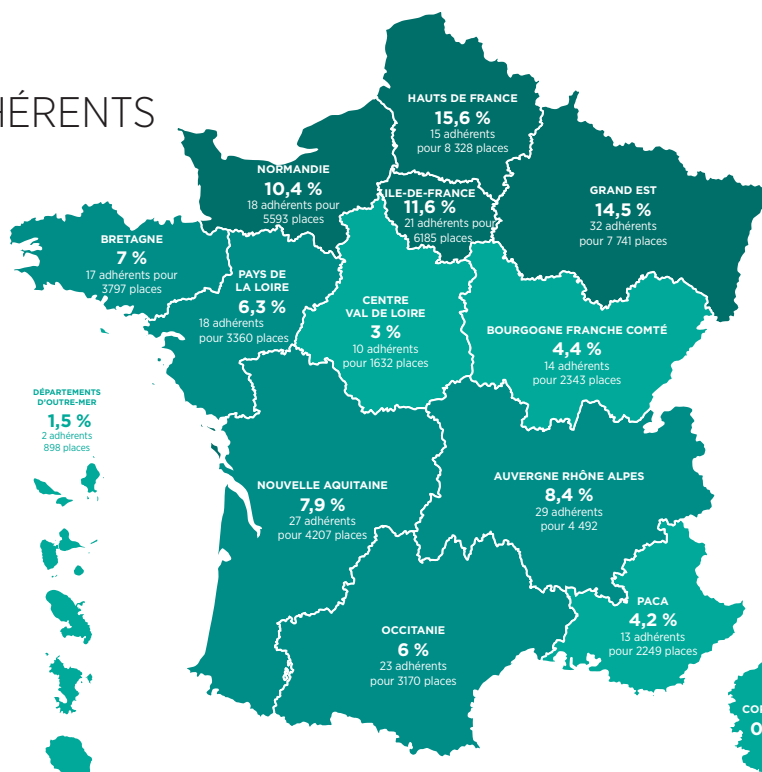 HÉRENTS
HAUTS DE FRANCE
15,6 %
15 adhérents
pour 8 328 places
NORMANDIE
10,4 %
18 adhérents pour
5593 places
ILE-DE-FRANCE
11,6 %
21 adhérents pour
6185 places
GRAND EST
14,5 %
32 adhérents
pour 7 741 places
BRETAGNE
7 %
17 adhérents pour
3797 places
PAYS DE
LA LOIRE
6,3 %
18 adhérents
pour 3360 places
CENTRE
VAL DE LOIRE
3 %
10 adhérents
pour 1632 places
BOURGOGNE FRANCHE COMTÉ
4,4 %
14 adhérents
pour 2343 places
DÉPARTEMENTS
D'OUTRE-MER
1,5 %
2 adhérents
898 places
NOUVELLE AQUITAINE
7,9 %
27 adhérents
pour 4207 places
AUVERGNE RHÔNE ALPES
8,4 %
29 adhérents
pour 4 492
PACA
4,2 %
13 adhérents
pour 2249 places
OCCITANIE
6 %
23 adhérents
pour 3170 places
CO
0